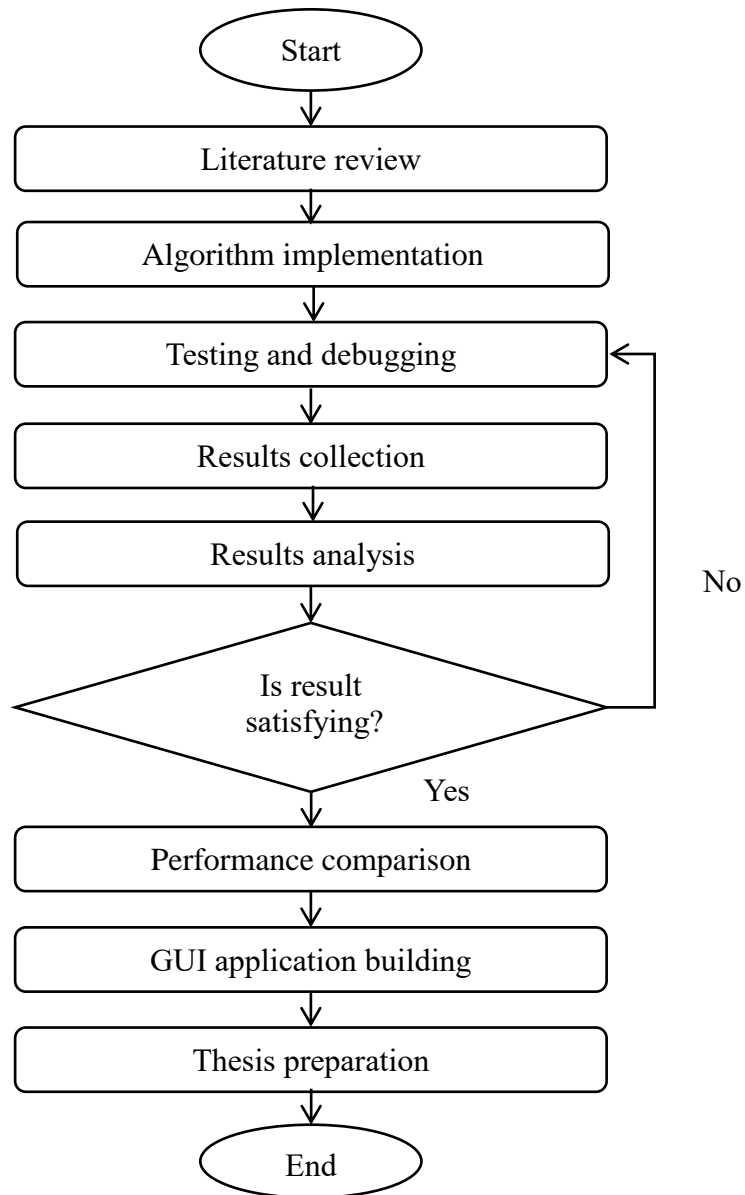 Start
Literature review
Algorithm implementation
Testing and debugging
Results collection
Results analysis
No
Is result
satisfying?
Yes
Performance comparison
GUI application building
Thesis preparation
End